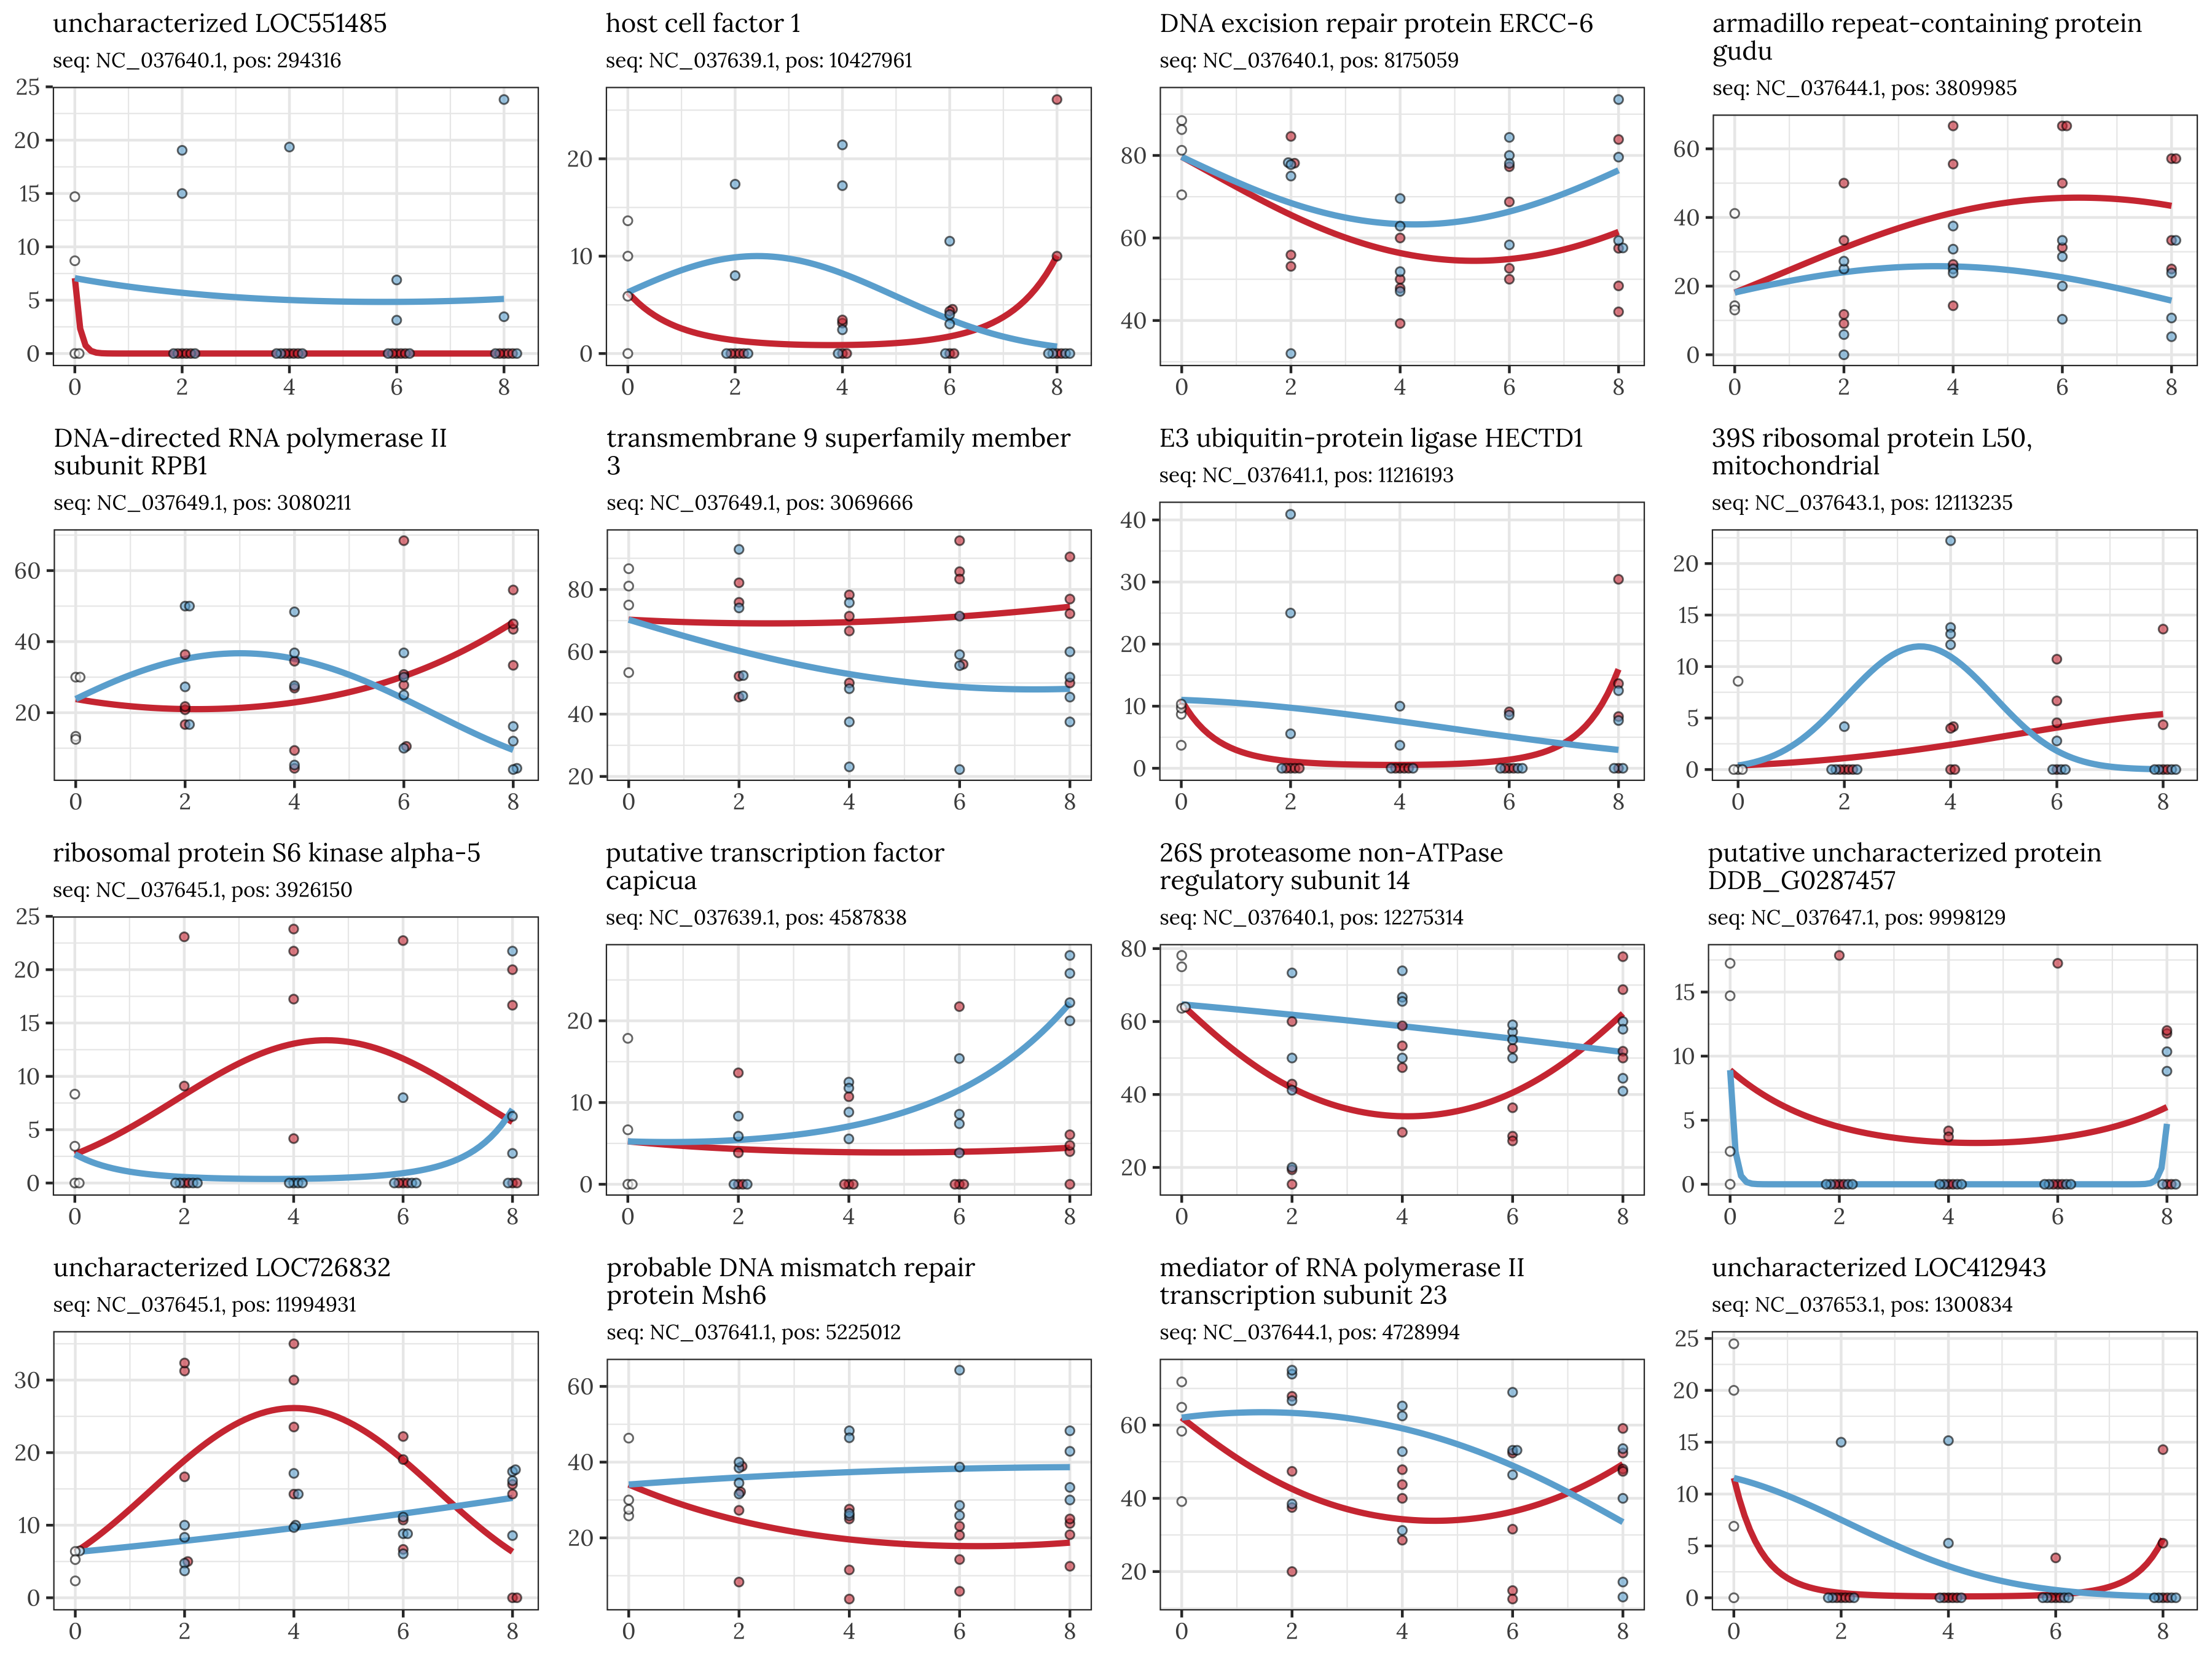 uncharacterized LOC551485
seq: NC_037640.1, pos: 294316
25
20
15
10
5
0
0 2 4 6 8
host cell factor 1
seq: NC_037639.1, pos: 10427961
20
10
0
0 2 4 6 8
DNA excision repair protein ERCC-6
seq: NC_037640.1, pos: 8175059
80
60
40
0 2 4 6 8
armadillo repeat-containing protein
gudu
seq: NC_037644.1, pos: 3809985
60
40
20
0
0 2 4 6 8
DNA-directed RNA polymerase II
subunit RPB1
seq: NC_037649.1, pos: 3080211
60
40
20
0 2 4 6 8
transmembrane 9 superfamily member
3
seq: NC_037649.1, pos: 3069666
80
60
40
20
0 2 4 6 8
E3 ubiquitin-protein ligase HECTD1
seq: NC_037641.1, pos: 11216193
40
30
20
10
0
0 2 4 6 8
39S ribosomal protein L50,
mitochondrial
seq: NC_037643.1, pos: 12113235
20
15
10
5
0
0 2 4 6 8
ribosomal protein S6 kinase alpha-5
seq: NC_037645.1, pos: 3926150
25
20
15
10
5
0
0 2 4 6 8
putative transcription factor
capicua
seq: NC_037639.1, pos: 4587838
20
10
0
0 2 4 6 8
26S proteasome non-ATPase
regulatory subunit 14
seq: NC_037640.1, pos: 12275314
80
60
40
20
0 2 4 6 8
putative uncharacterized protein
DDB_G0287457
seq: NC_037647.1, pos: 9998129
15
10
5
0
0 2 4 6 8
uncharacterized LOC726832
seq: NC_037645.1, pos: 11994931
30
20
10
0
0 2 4 6 8
probable DNA mismatch repair
protein Msh6
seq: NC_037641.1, pos: 5225012
60
40
20
0 2 4 6 8
mediator of RNA polymerase II
transcription subunit 23
seq: NC_037644.1, pos: 4728994
60
40
20
0 2 4 6 8
uncharacterized LOC412943
seq: NC_037653.1, pos: 1300834
25
20
15
10
5
0
0 2 4 6 8